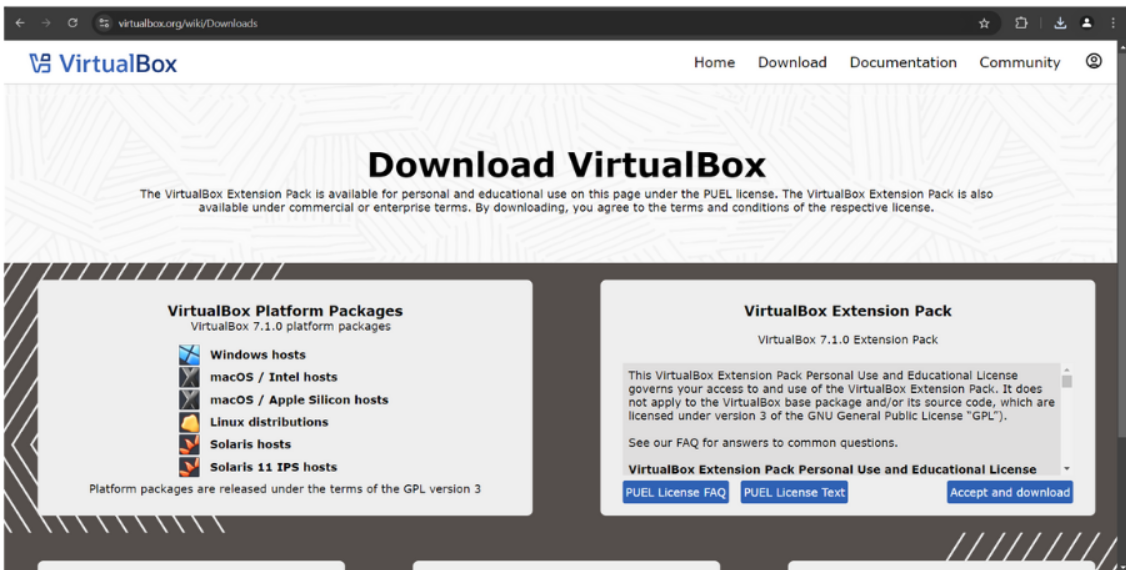 virtualbox.org/wiki/Downloads
VirtualBox
Home Download Documentation Community
Download VirtualBox
The VirtualBox Extension Pack is available for personal and educational use on this page under the PUEL license. The VirtualBox Extension Pack is also
available under commercial or enterprise terms. By downloading, you agree to the terms and conditions of the respective license.
VirtualBox Platform Packages
VirtualBox 7.1.0 platform packages
Windows hosts
macOS / Intel hosts
macOS / Apple Silicon hosts
Linux distributions
Solaris hosts
Solaris 11 IPS hosts
Platform packages are released under the terms of the GPL version 3
VirtualBox Extension Pack
VirtualBox 7.1.0 Extension Pack
This VirtualBox Extension Pack Personal Use and Educational License
governs your access to and use of the VirtualBox Extension Pack. It does
not apply to the VirtualBox base package and/or its source code, which are
licensed under version 3 of the GNU General Public License “GPL”).
See our FAQ for answers to common questions.
VirtualBox Extension Pack Personal Use and Educational License
PUEL License FAQ PUEL License Text Accept and download